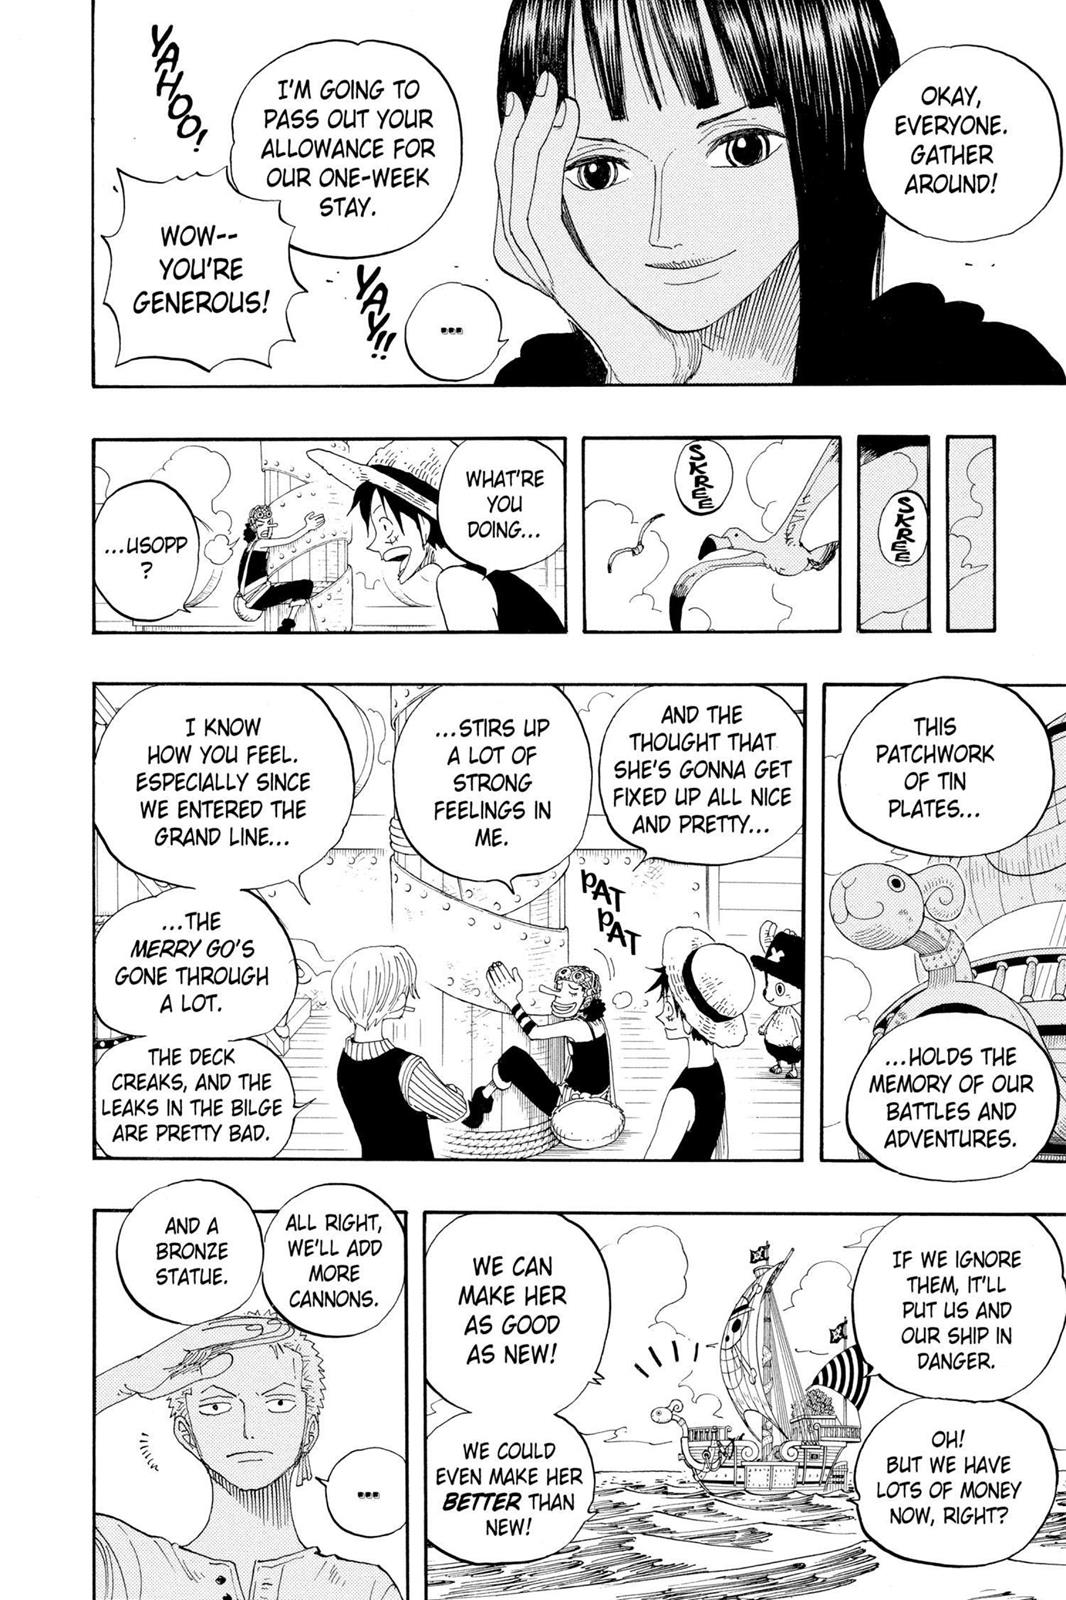 OKAY,
EVERYONE.
GATHER
AROUND!
I'M GOING TO
PASS OUT YOUR
ALLOWANCE FOR
OUR ONE-WEEK
STAY.
YAHOO!
WOW--
YOU'RE
GENEROUS!
YAY!!
...
SKREE
SKREE
WHAT'RE
YOU
DOING...
...USOPP
?
THIS
PATCHWORK
OF TIN
PLATES...
...HOLDS THE
MEMORY OF OUR
BATTLES AND
ADVENTURES.
AND THE
THOUGHT THAT
SHE'S GONNA GET
FIXED UP ALL NICE
AND PRETTY...
...STIRS UP
A LOT OF
STRONG
FEELINGS IN
ME.
PAT
PAT
I KNOW
HOW YOU FEEL.
ESPECIALLY SINCE
WE ENTERED THE
GRAND LINE...
...THE
MERRY GO'S
GONE THROUGH
A LOT.
THE DECK
CREAKS, AND THE
LEAKS IN THE BILGE
ARE PRETTY BAD.
IF WE IGNORE
THEM, IT'LL
PUT US AND
OUR SHIP IN
DANGER.
OH!
BUT WE HAVE
LOTS OF MONEY
NOW, RIGHT?
WE CAN
MAKE HER
AS GOOD
AS NEW!
WE COULD
EVEN MAKE HER
BETTER THAN
NEW!
ALL RIGHT,
WE'LL ADD
MORE
CANNONS.
AND A
BRONZE
STATUE.
...